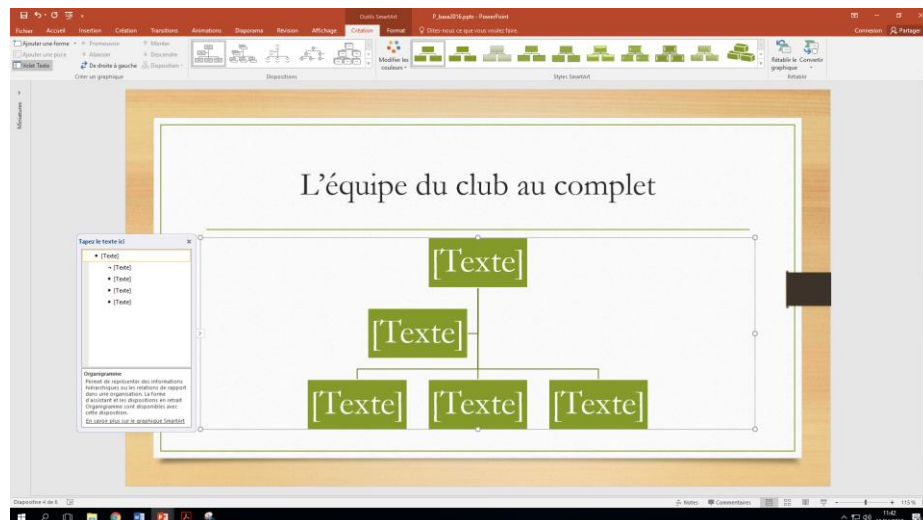 Outils SmartArt
P_base2016.pptx - PowerPoint
Fichier Accueil Insertion Création Transitions Animations Diaporama Révision Affichage Création Format Dites-nous ce que vous voulez faire. Connexion Partager
Ajouter une forme Promouvoir Monter
Ajouter une puce Abaisser Descendre
Volet Texte De droite à gauche Disposition
Créer un graphique
Dispositions
Modifier les couleurs
Styles SmartArt
Rétablir le graphique
Convertir
Rétablir
Miniatures
L'équipe du club au complet
Tapez le texte ici
[Texte]
[Texte]
[Texte]
[Texte]
[Texte]
Organigramme
Permet de représenter des informations
hiérarchiques ou les relations de rapport
dans une organisation. La forme
d'assistant et les dispositions en retrait
Organigramme sont disponibles avec
cette disposition.
En savoir plus sur le graphique SmartArt
[Texte]
[Texte]
[Texte] [Texte] [Texte]
Diapositive 4 de 6
Notes Commentaires
115 %
11:42